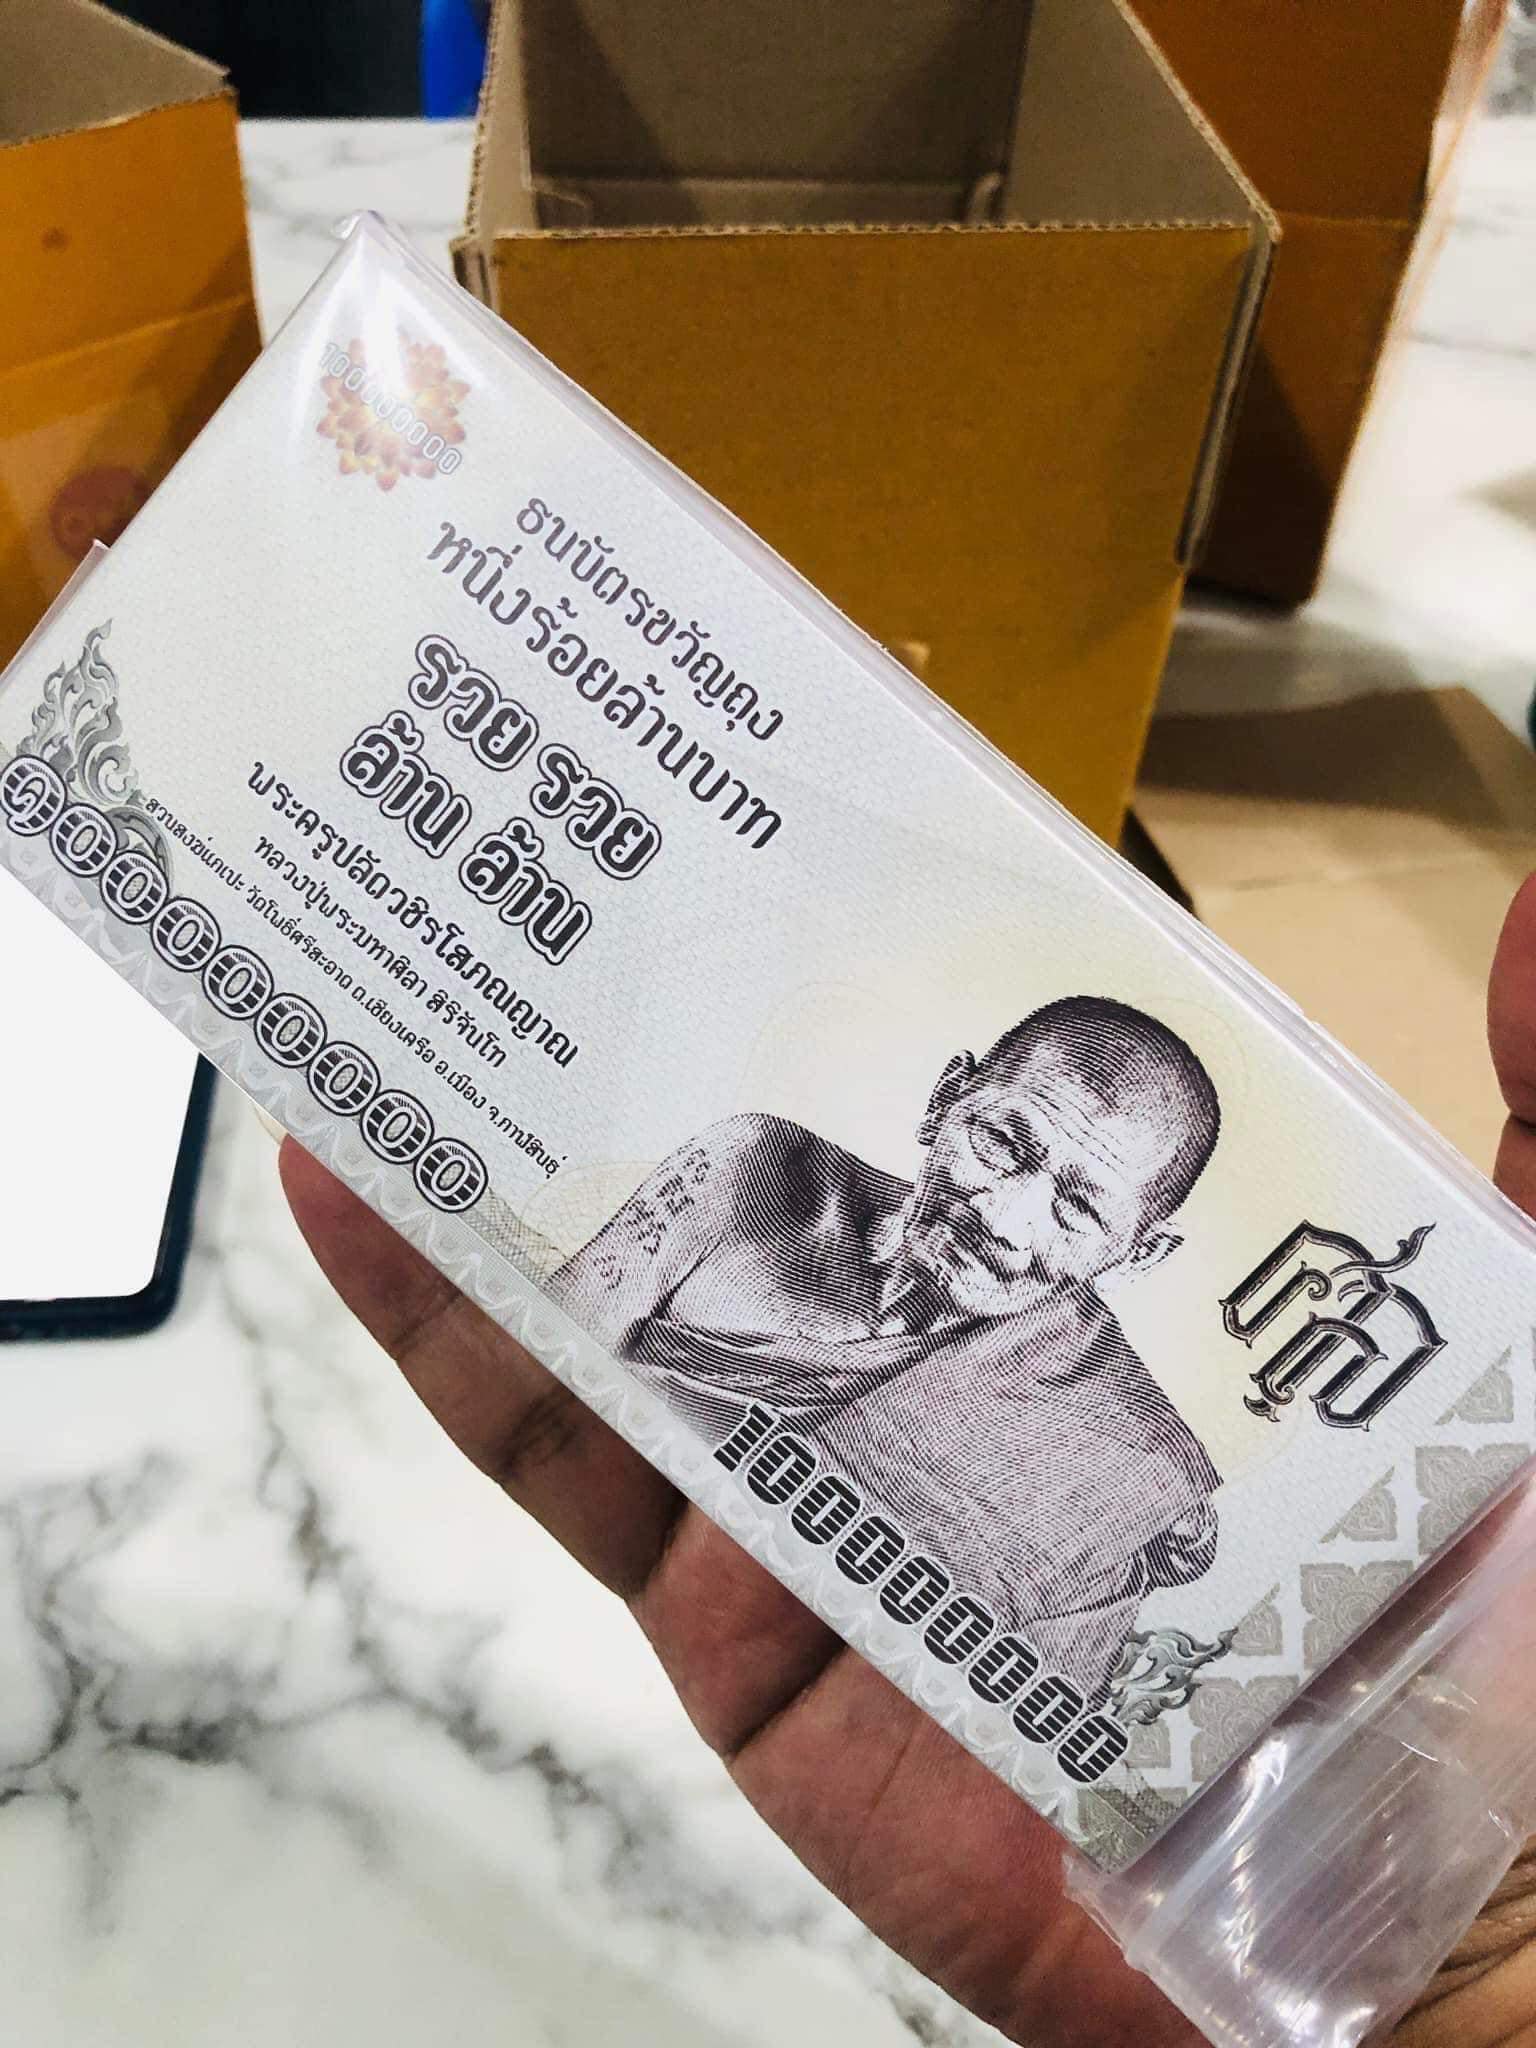 100000000
ธนบัตรขวัญถุง
หนึ่งร้อยล้านบาท
รวย รวย
ล้าน ล้าน
พระครูปลัดวชิรโสภณญาณ
หลวงปู่พระมหาศิลา สิริจันโท
สวนสงฆ์แคเปะ วัดโพธิ์ศรีสะอาด ต.เชียงเครือ อ.เมือง จ.กาฬสินธุ์
๑๐๐๐๐๐๐๐๐
100000000